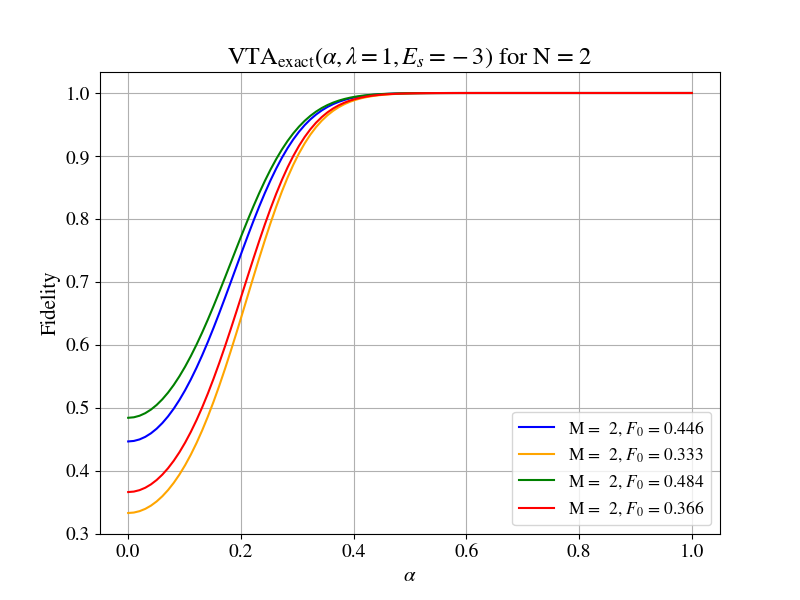 VTA_exact(α, λ = 1, E_s = −3) for N = 2
Fidelity
1.0
0.9
0.8
0.7
0.6
0.5
0.4
0.3
M = 2, F_0 = 0.446
M = 2, F_0 = 0.333
M = 2, F_0 = 0.484
M = 2, F_0 = 0.366
0.0 0.2 0.4 0.6 0.8 1.0
α